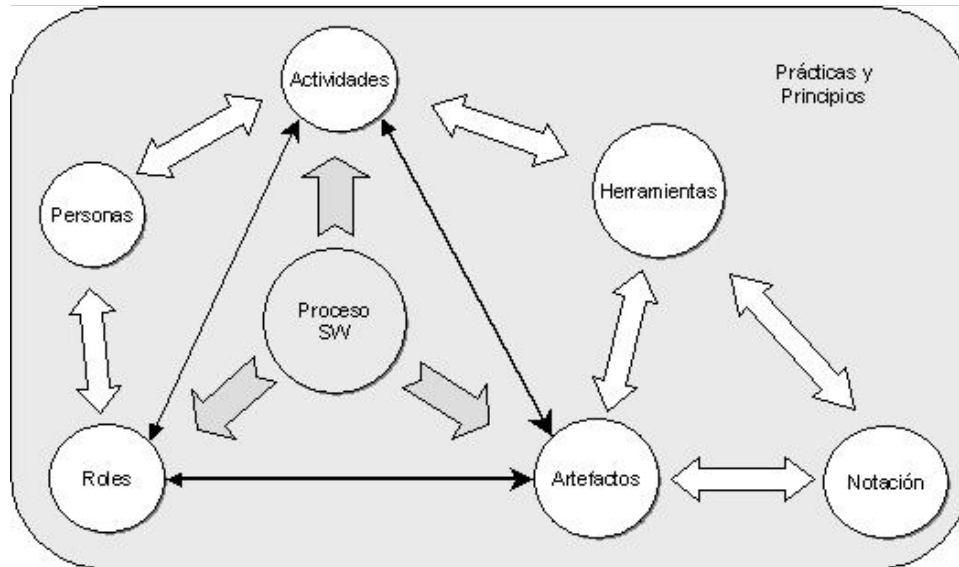 Actividades
Prácticas y
Principios
Personas
Herramientas
Proceso
SW
Roles
Artefactos
Notación